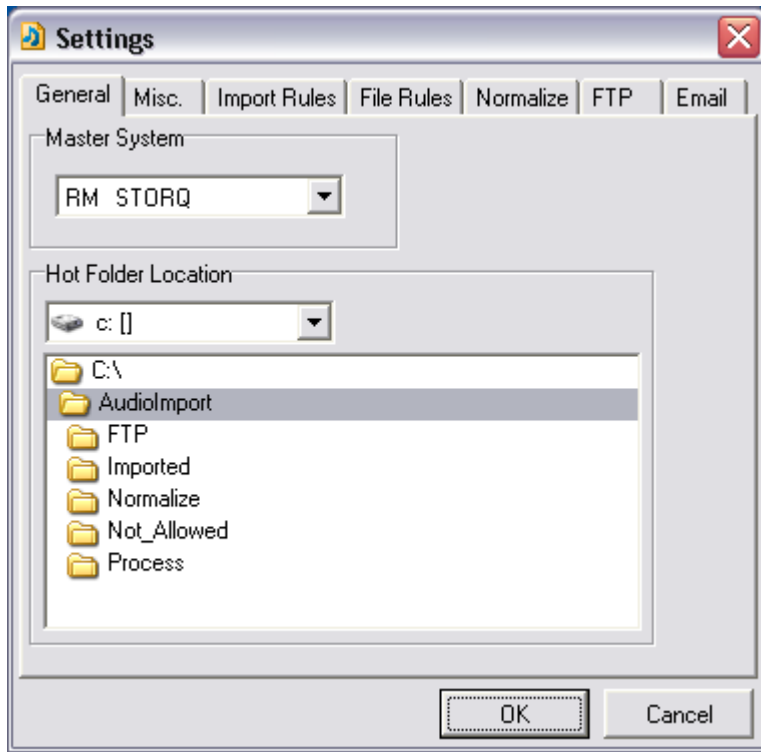 Settings
General Misc. Import Rules File Rules Normalize FTP Email
Master System
RM STORQ
Hot Folder Location
c: []
C:\
AudioImport
FTP
Imported
Normalize
Not_Allowed
Process
OK Cancel